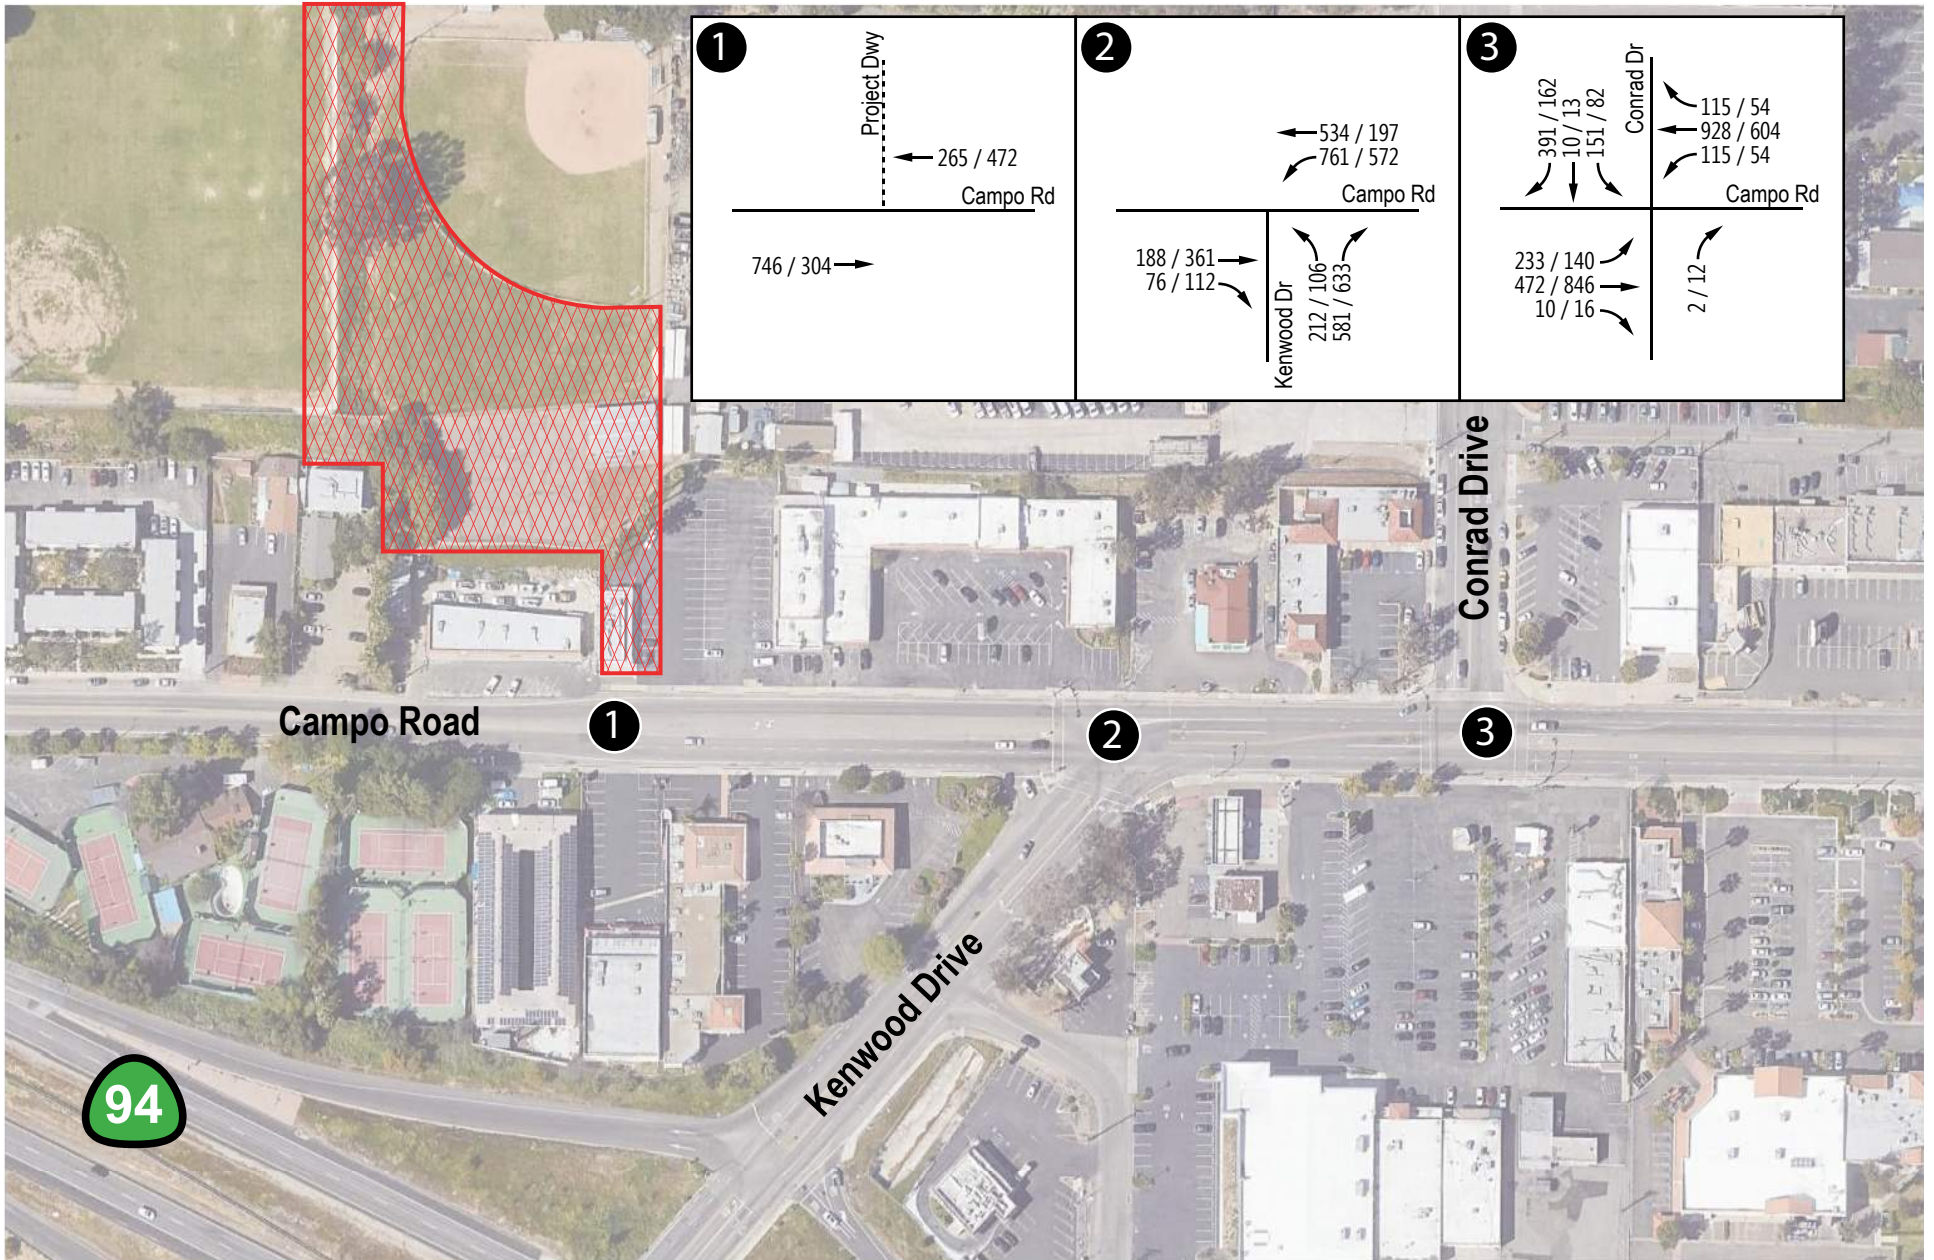 1
Project Dwy
265 / 472
Campo Rd
746 / 304
2
534 / 197
761 / 572
Campo Rd
188 / 361
76 / 112
Kenwood Dr
212 / 106
581 / 633
3
391 / 162
10 / 13
151 / 82
Conrad Dr
115 / 54
928 / 604
115 / 54
Campo Rd
233 / 140
472 / 846
10 / 16
2 / 12
Conrad Drive
Campo Road
1
2
3
Kenwood Drive
94